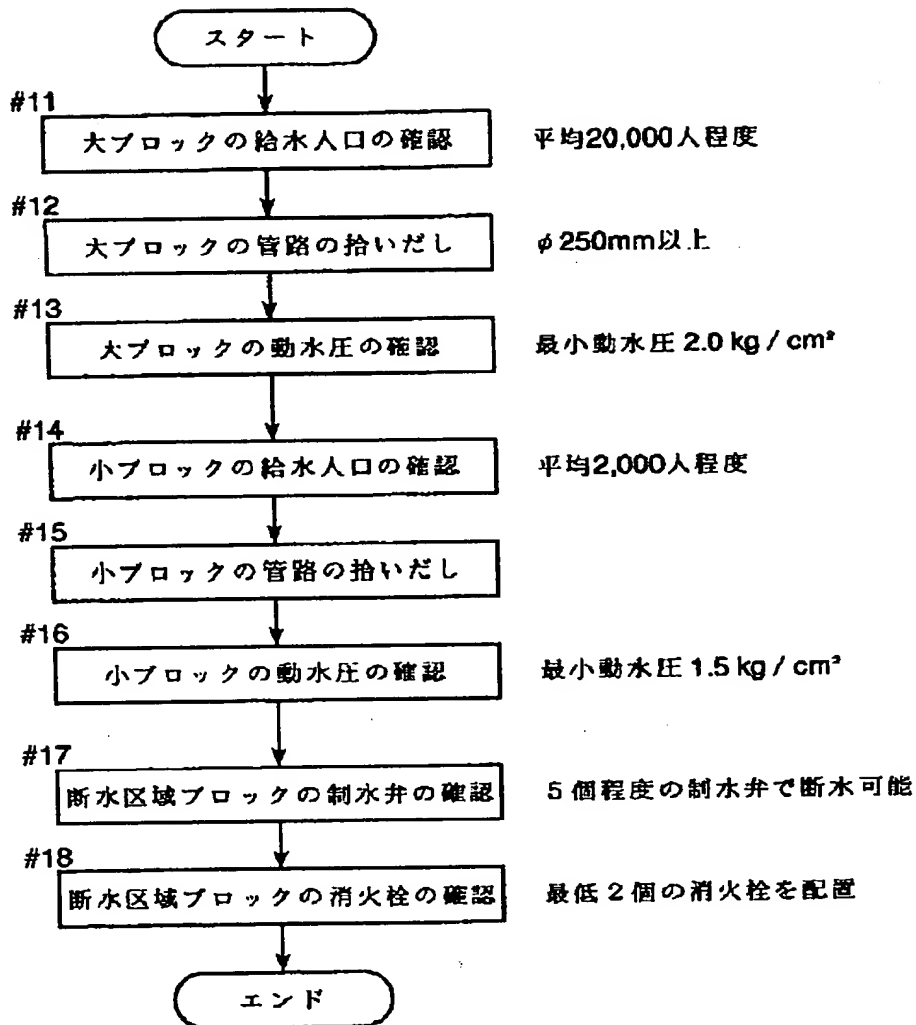 スタート
#11
大ブロックの給水人口の確認 平均20,000人程度
#12
大ブロックの管路の拾いだし φ250mm以上
#13
大ブロックの動水圧の確認 最小動水圧 2.0 kg / cm²
#14
小ブロックの給水人口の確認 平均2,000人程度
#15
小ブロックの管路の拾いだし
#16
小ブロックの動水圧の確認 最小動水圧 1.5 kg / cm²
#17
断水区域ブロックの制水弁の確認 5個程度の制水弁で断水可能
#18
断水区域ブロックの消火栓の確認 最低2個の消火栓を配置
エンド